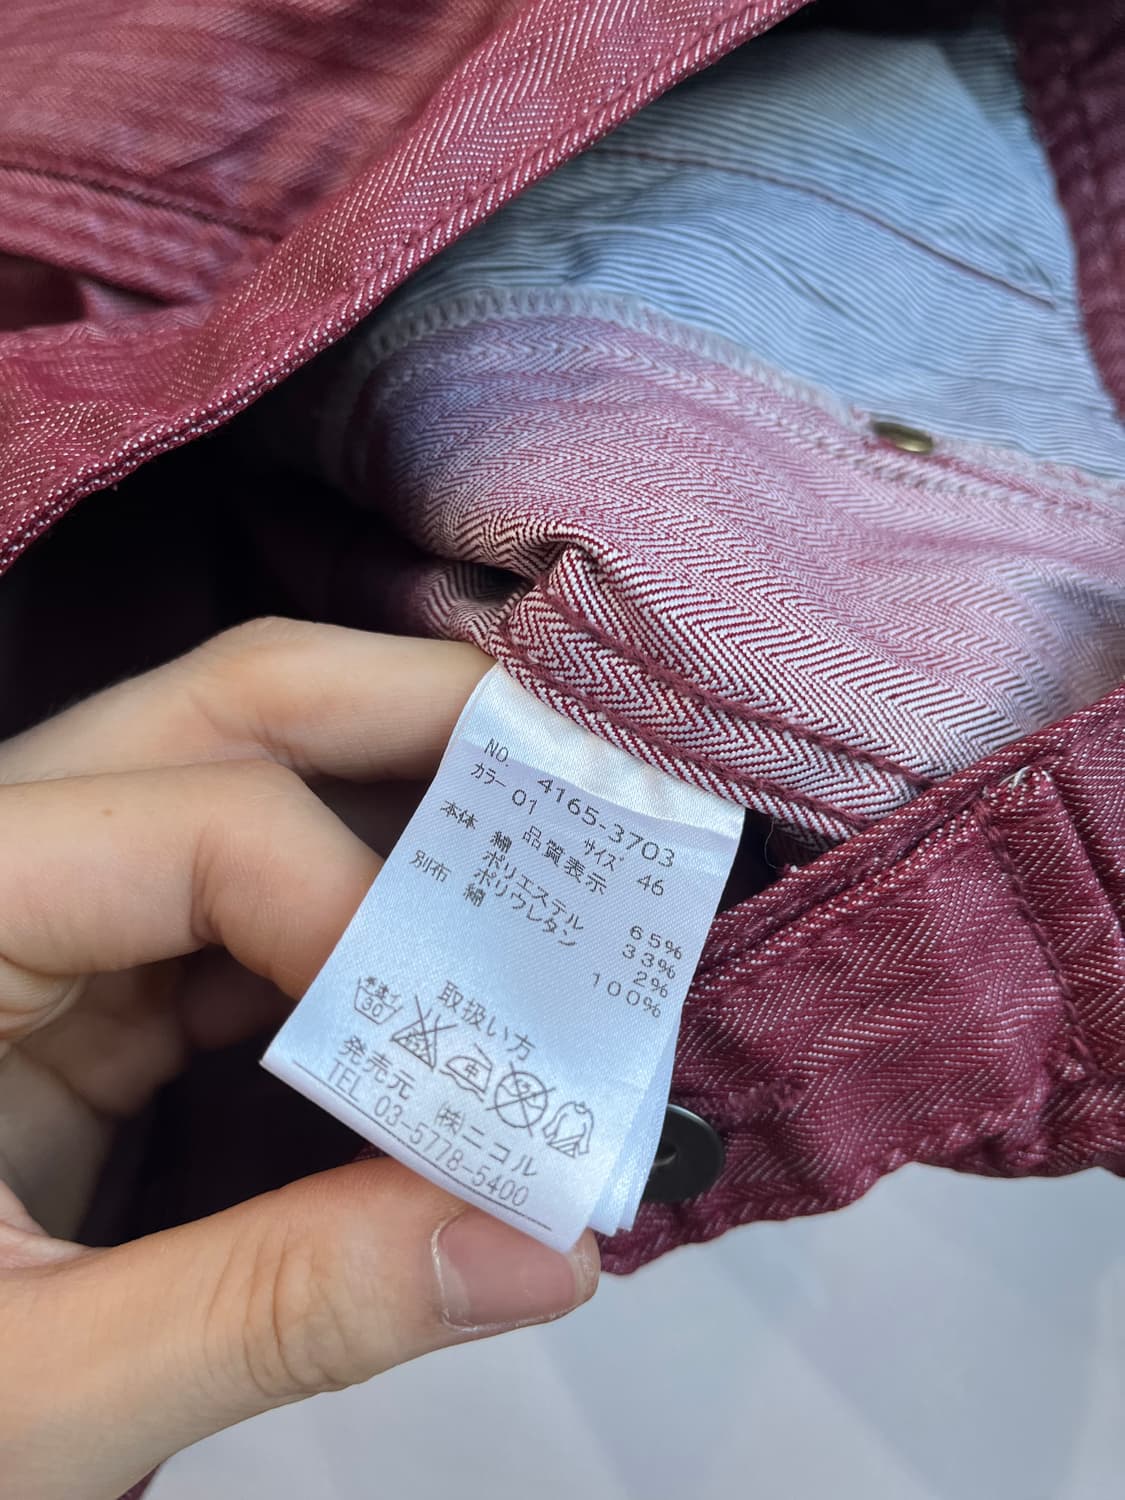 NO. 4165-3703
カラー 01 サイズ 46
品質表示
本体 綿 65%
ポリエステル 33%
ポリウレタン 2%
別布 綿 100%
取扱い方
30
発売元 ㈱ニコル
TEL 03-5778-5400